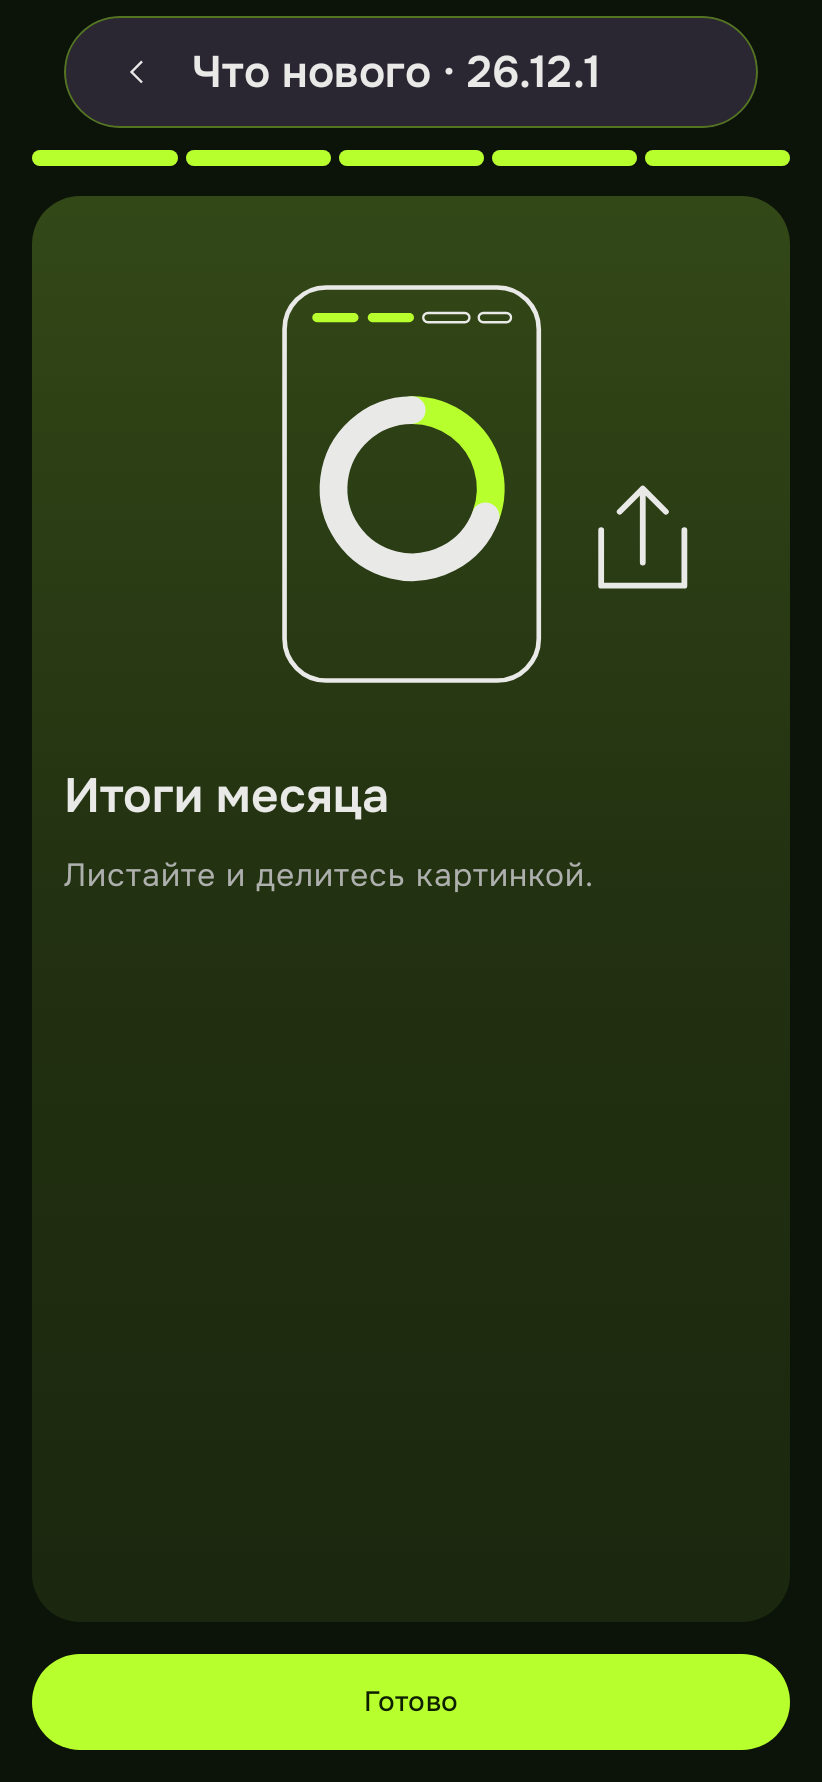 Что нового · 26.12.1
Итоги месяца
Листайте и делитесь картинкой.
Готово